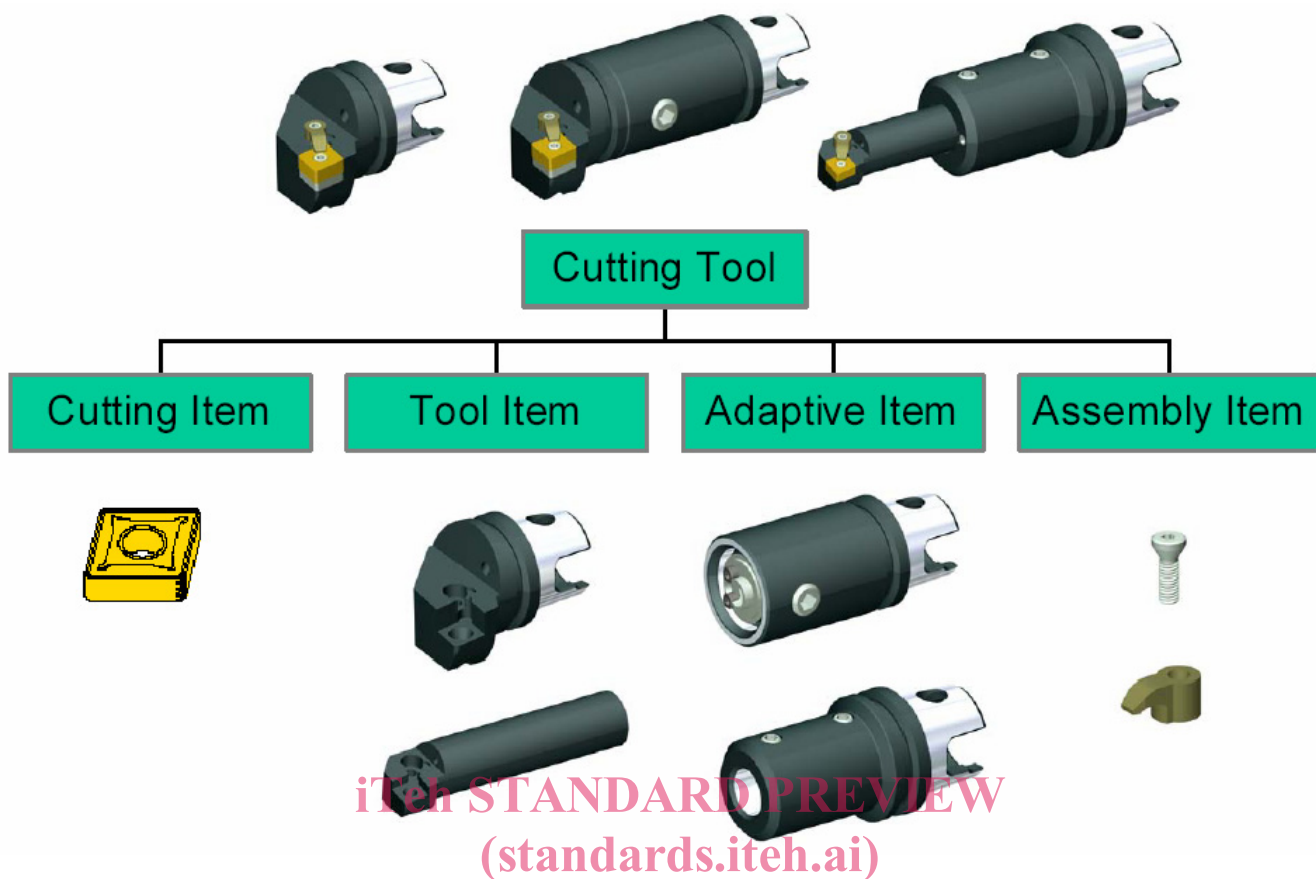 Cutting Tool
Cutting Item
Tool Item
Adaptive Item
Assembly Item
iTeh STANDARD PREVIEW
(standards.iteh.ai)